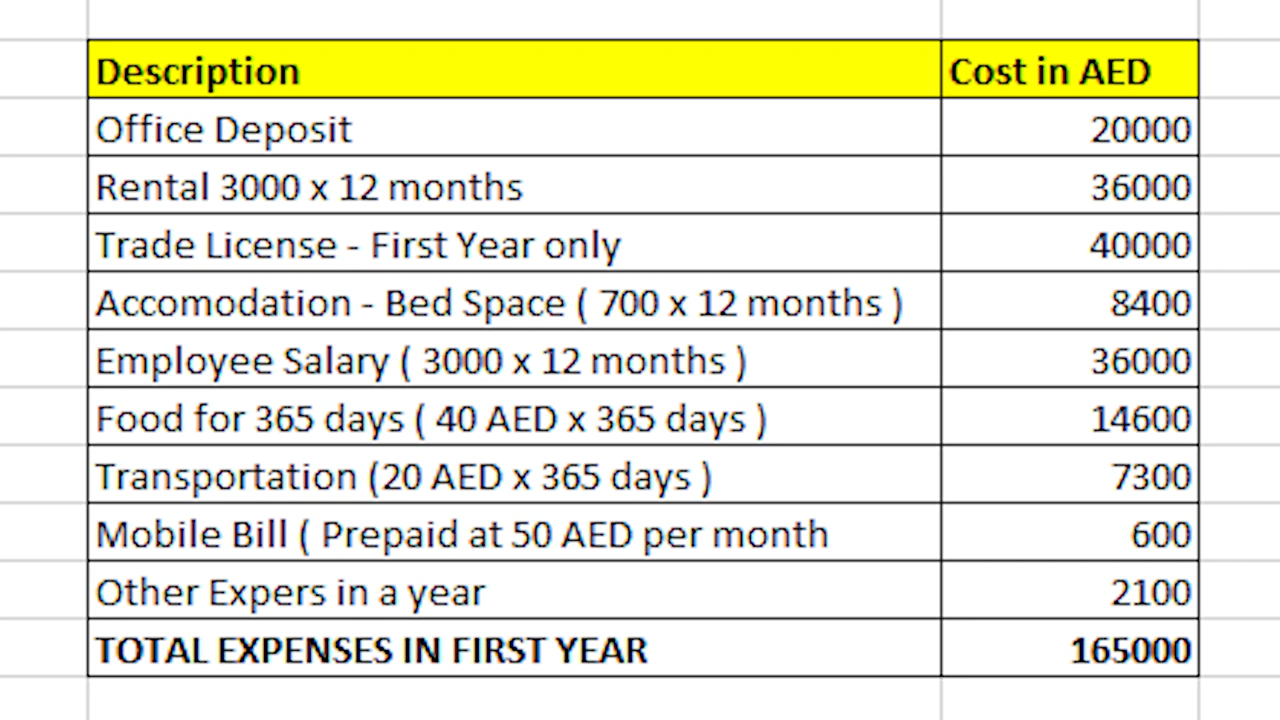 Description Cost in AED
Office Deposit 20000
Rental 3000 x 12 months 36000
Trade License - First Year only 40000
Accomodation - Bed Space ( 700 x 12 months ) 8400
Employee Salary ( 3000 x 12 months ) 36000
Food for 365 days ( 40 AED x 365 days ) 14600
Transportation (20 AED x 365 days ) 7300
Mobile Bill ( Prepaid at 50 AED per month 600
Other Expers in a year 2100
TOTAL EXPENSES IN FIRST YEAR 165000